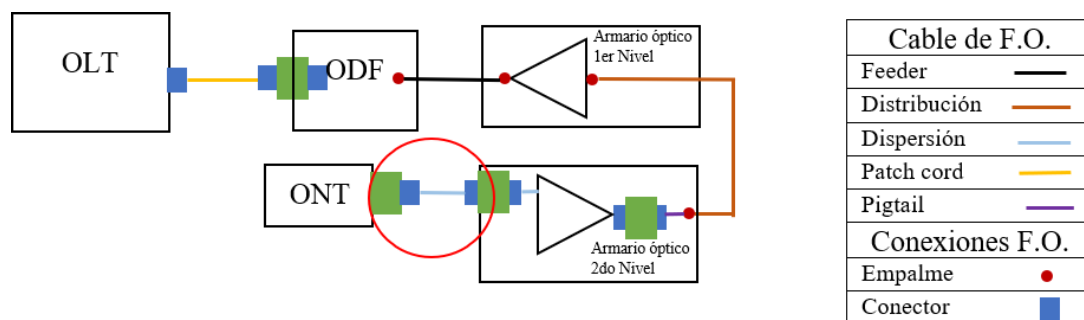 OLT
ODF
Armario óptico
1er Nivel
ONT
Armario óptico
2do Nivel
Cable de F.O.
Feeder
Distribución
Dispersión
Patch cord
Pigtail
Conexiones F.O.
Empalme
Conector